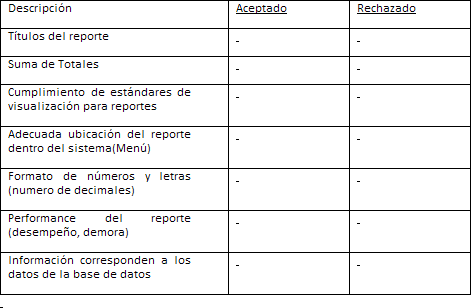 Descripción Aceptado Rechazado
Títulos del reporte - -
Suma de Totales - -
Cumplimiento de estándares de - -
visualización para reportes
Adecuada ubicación del reporte - -
dentro del sistema(Menú)
Formato de números y letras - -
(numero de decimales)
Performance del reporte - -
(desempeño, demora)
Información corresponden a los - -
datos de la base de datos